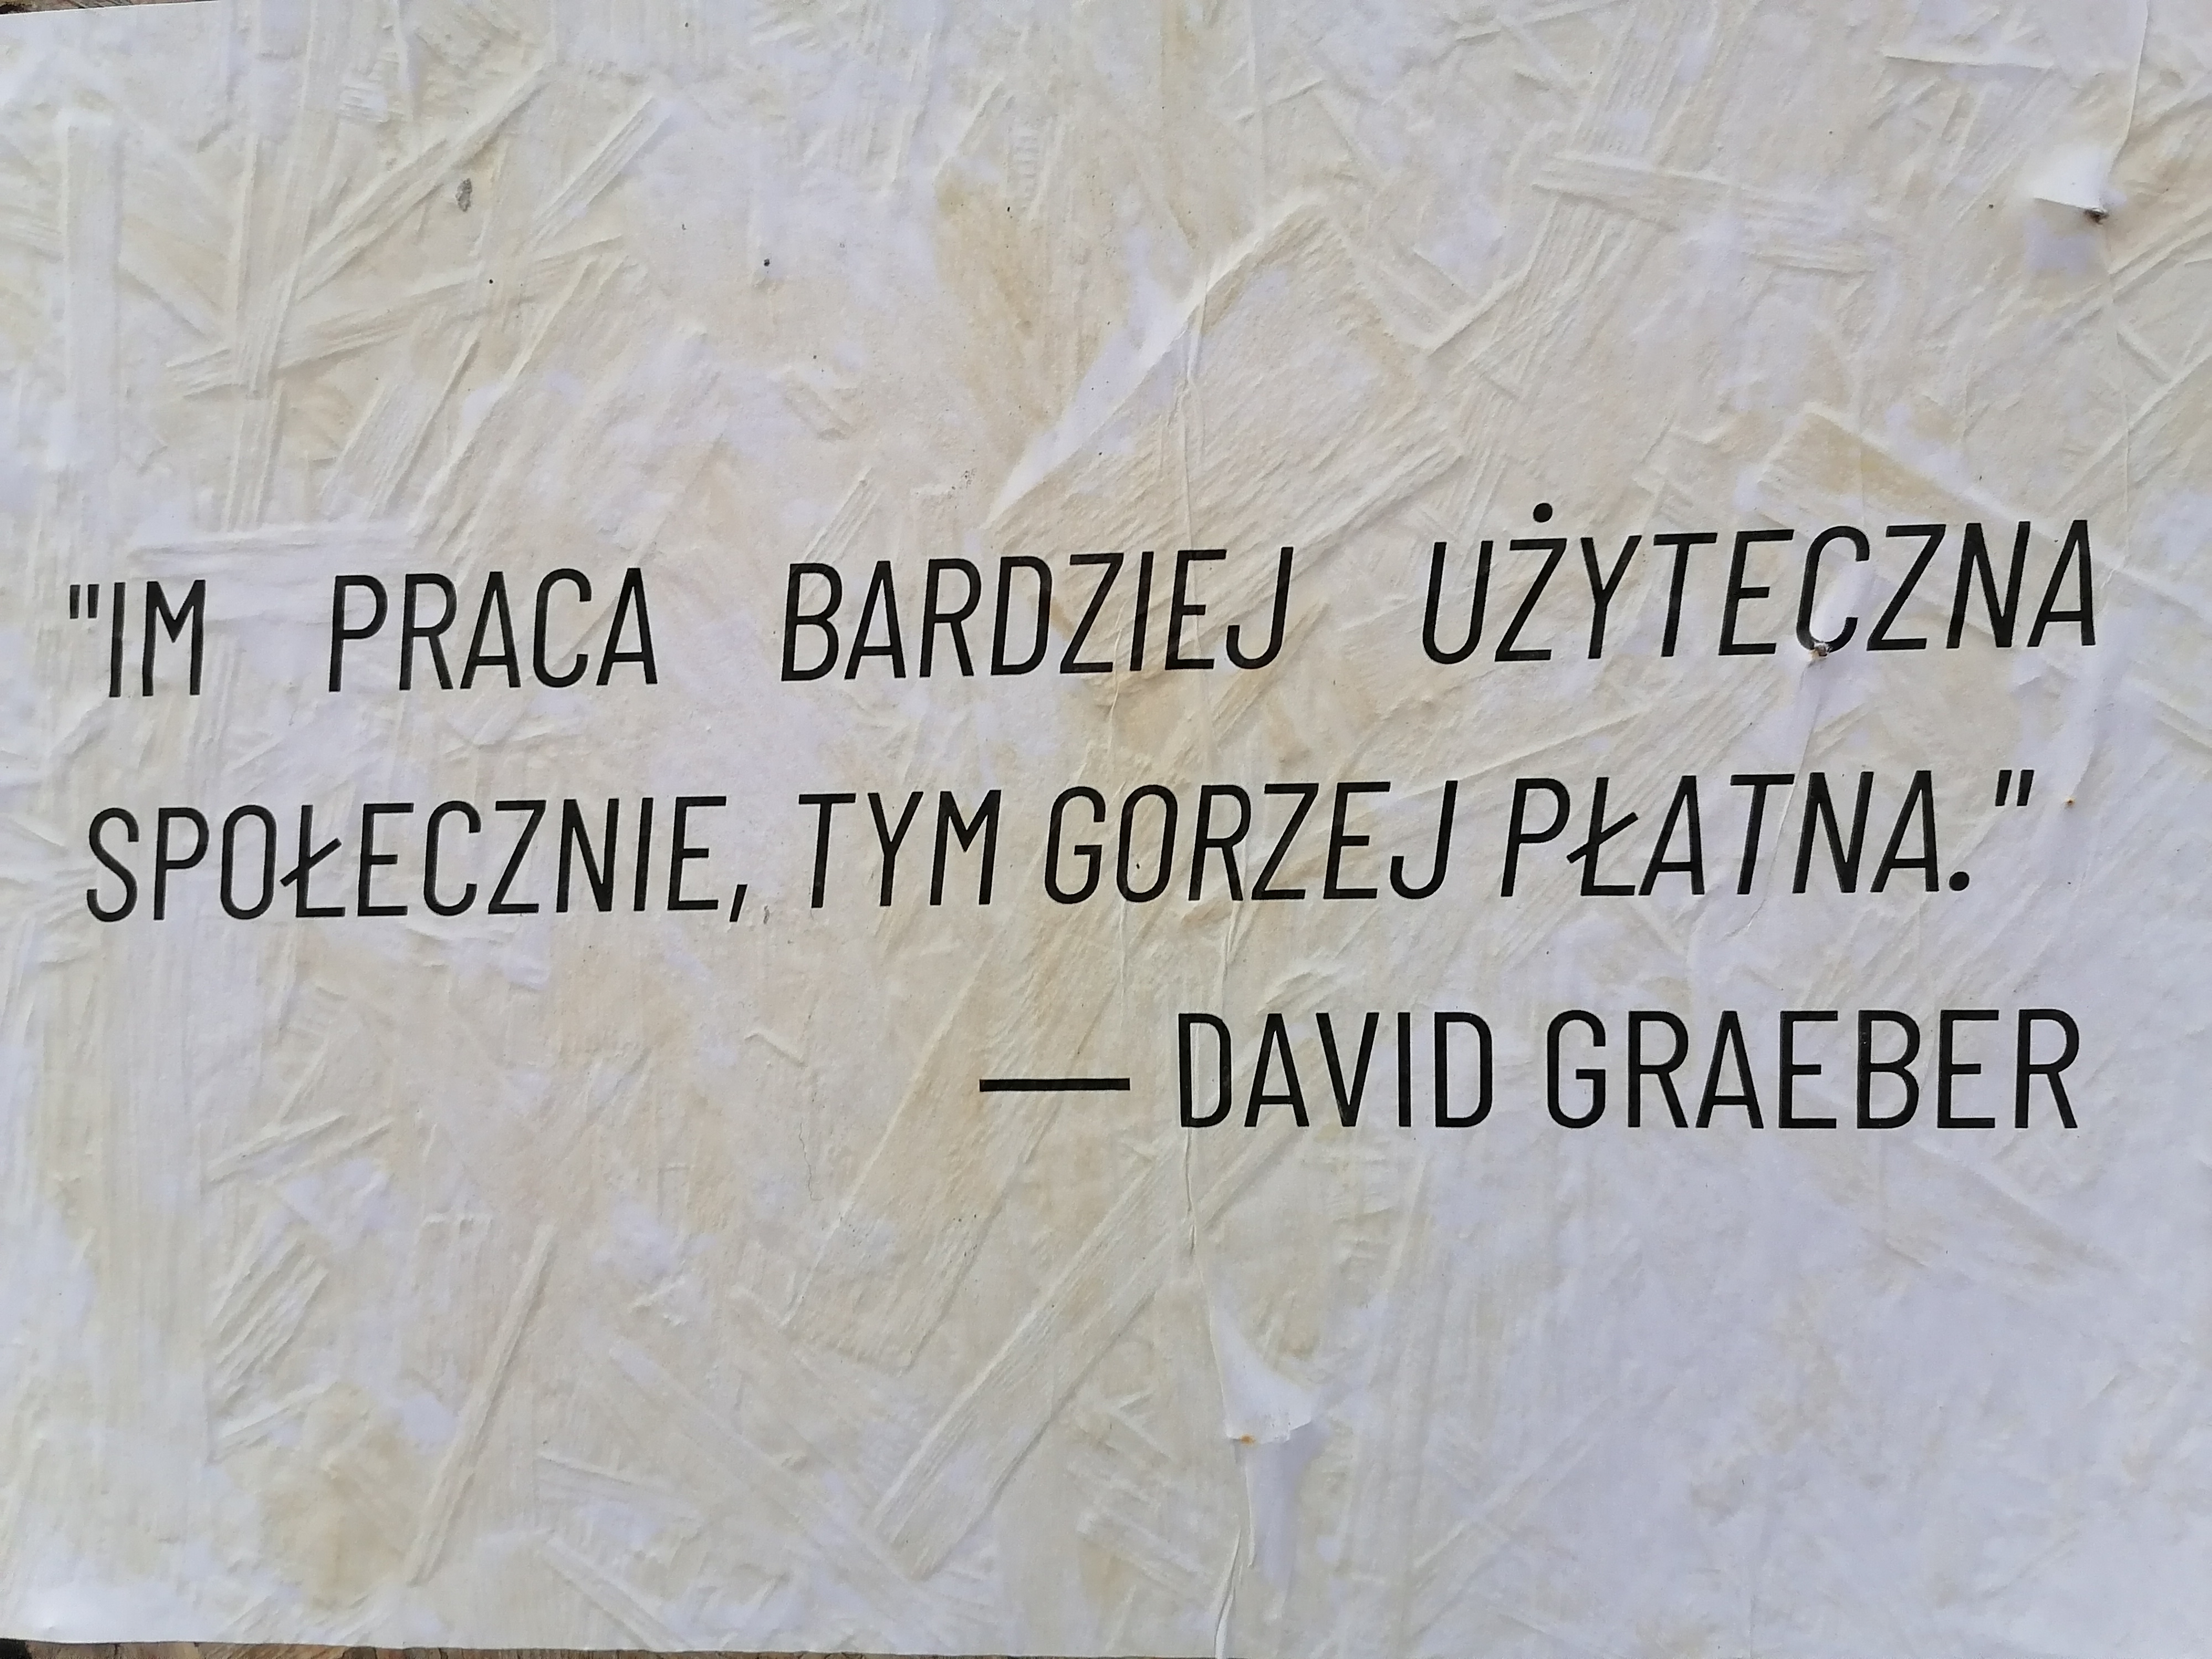 "IM PRACA BARDZIEJ UŻYTECZNA
SPOŁECZNIE, TYM GORZEJ PŁATNA."
— DAVID GRAEBER